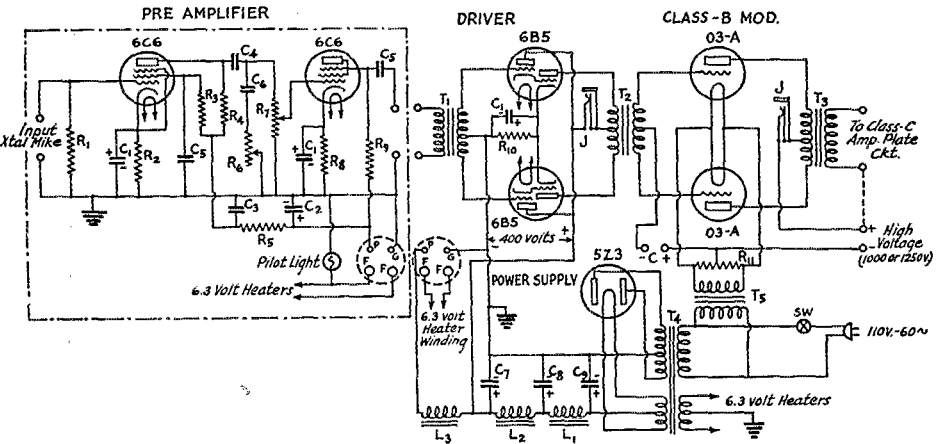 PRE AMPLIFIER
DRIVER
CLASS-B MOD.
6C6
6C6
6B5
03-A
C4
C6
C5
R3
R4
R7
T1
C1
R10
J
T2
J
T3
Input
Xtal Mike
R1
+ C1 -
R2
C5
R6
+ C1 -
R8
R9
To Class-C
Amp. Plate
Ckt.
C3
C2
+
R5
6B5
03-A
- 400 volts +
- C +
R11
+ High
- Voltage
(1000 or 1250V.)
Pilot Light
P
G
F
F
P
G
F
F
POWER SUPPLY
5Z3
T5
6.3 Volt Heaters
6.3 volt
Heater
Winding
T4
SW
110V.-60~
C7
-
+
C8
-
+
C9
-
+
6.3 volt Heaters
L3
L2
L1